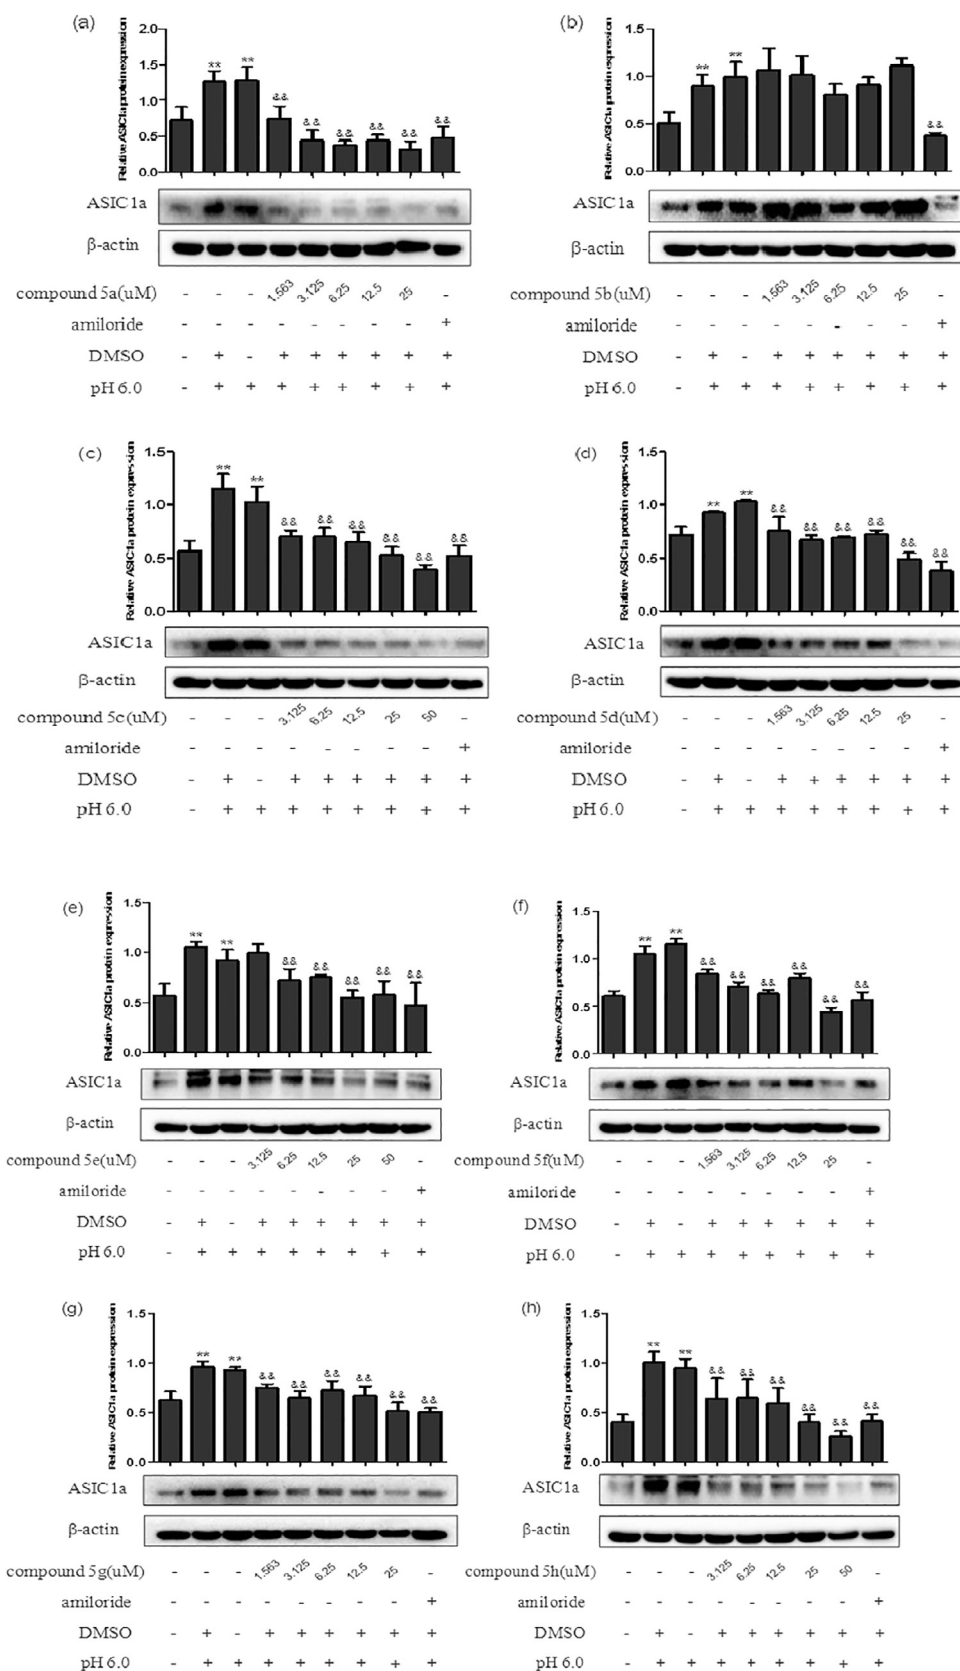 (a)
Relative ASIC1a protein expression
2.0
1.5
1.0
0.5
0.0
** ** && && && && && &&
ASIC1a
β-actin
compound 5a(uM) - - - 1.563 3.125 6.25 12.5 25 -
amiloride - - - - - - - - +
DMSO - + - + + + + + +
pH 6.0 - + + + + + + + +
(b)
Relative ASIC1a protein expression
1.5
1.0
0.5
0.0
** ** &&
ASIC1a
β-actin
compound 5b(uM) - - - 1.563 3.125 6.25 12.5 25 -
amiloride - - - - - - - - +
DMSO - + - + + + + + +
pH 6.0 - + + + + + + + +
(c)
Relative ASIC1a protein expression
1.5
1.0
0.5
0.0
** ** && && && && && &&
ASIC1a
β-actin
compound 5c(uM) - - - 3.125 6.25 12.5 25 50 -
amiloride - - - - - - - - +
DMSO - + - + + + + + +
pH 6.0 - + + + + + + + +
(d)
Relative ASIC1a protein expression
1.5
1.0
0.5
0.0
** ** && && && && && &&
ASIC1a
β-actin
compound 5d(uM) - - - 1.563 3.125 6.25 12.5 25 -
amiloride - - - - - - - - +
DMSO - + - + + + + + +
pH 6.0 - + + + + + + + +
(e)
Relative ASIC1a protein expression
1.5
1.0
0.5
0.0
** ** && && && && &&
ASIC1a
β-actin
compound 5e(uM) - - - 3.125 6.25 12.5 25 50 -
amiloride - - - - - - - - +
DMSO - + - + + + + + +
pH 6.0 - + + + + + + + +
(f)
Relative ASIC1a protein expression
1.5
1.0
0.5
0.0
** ** && && && && && &&
ASIC1a
β-actin
compound 5f(uM) - - - 1.563 3.125 6.25 12.5 25 -
amiloride - - - - - - - - +
DMSO - + - + + + + + +
pH 6.0 - + + + + + + + +
(g)
Relative ASIC1a protein expression
1.5
1.0
0.5
0.0
** ** && && && && && &&
ASIC1a
β-actin
compound 5g(uM) - - - 1.563 3.125 6.25 12.5 25 -
amiloride - - - - - - - - +
DMSO - + - + + + + + +
pH 6.0 - + + + + + + + +
(h)
Relative ASIC1a protein expression
1.5
1.0
0.5
0.0
** ** && && && && && &&
ASIC1a
β-actin
compound 5h(uM) - - - 3.125 6.25 12.5 25 50 -
amiloride - - - - - - - - +
DMSO - + - + + + + + +
pH 6.0 - + + + + + + + +